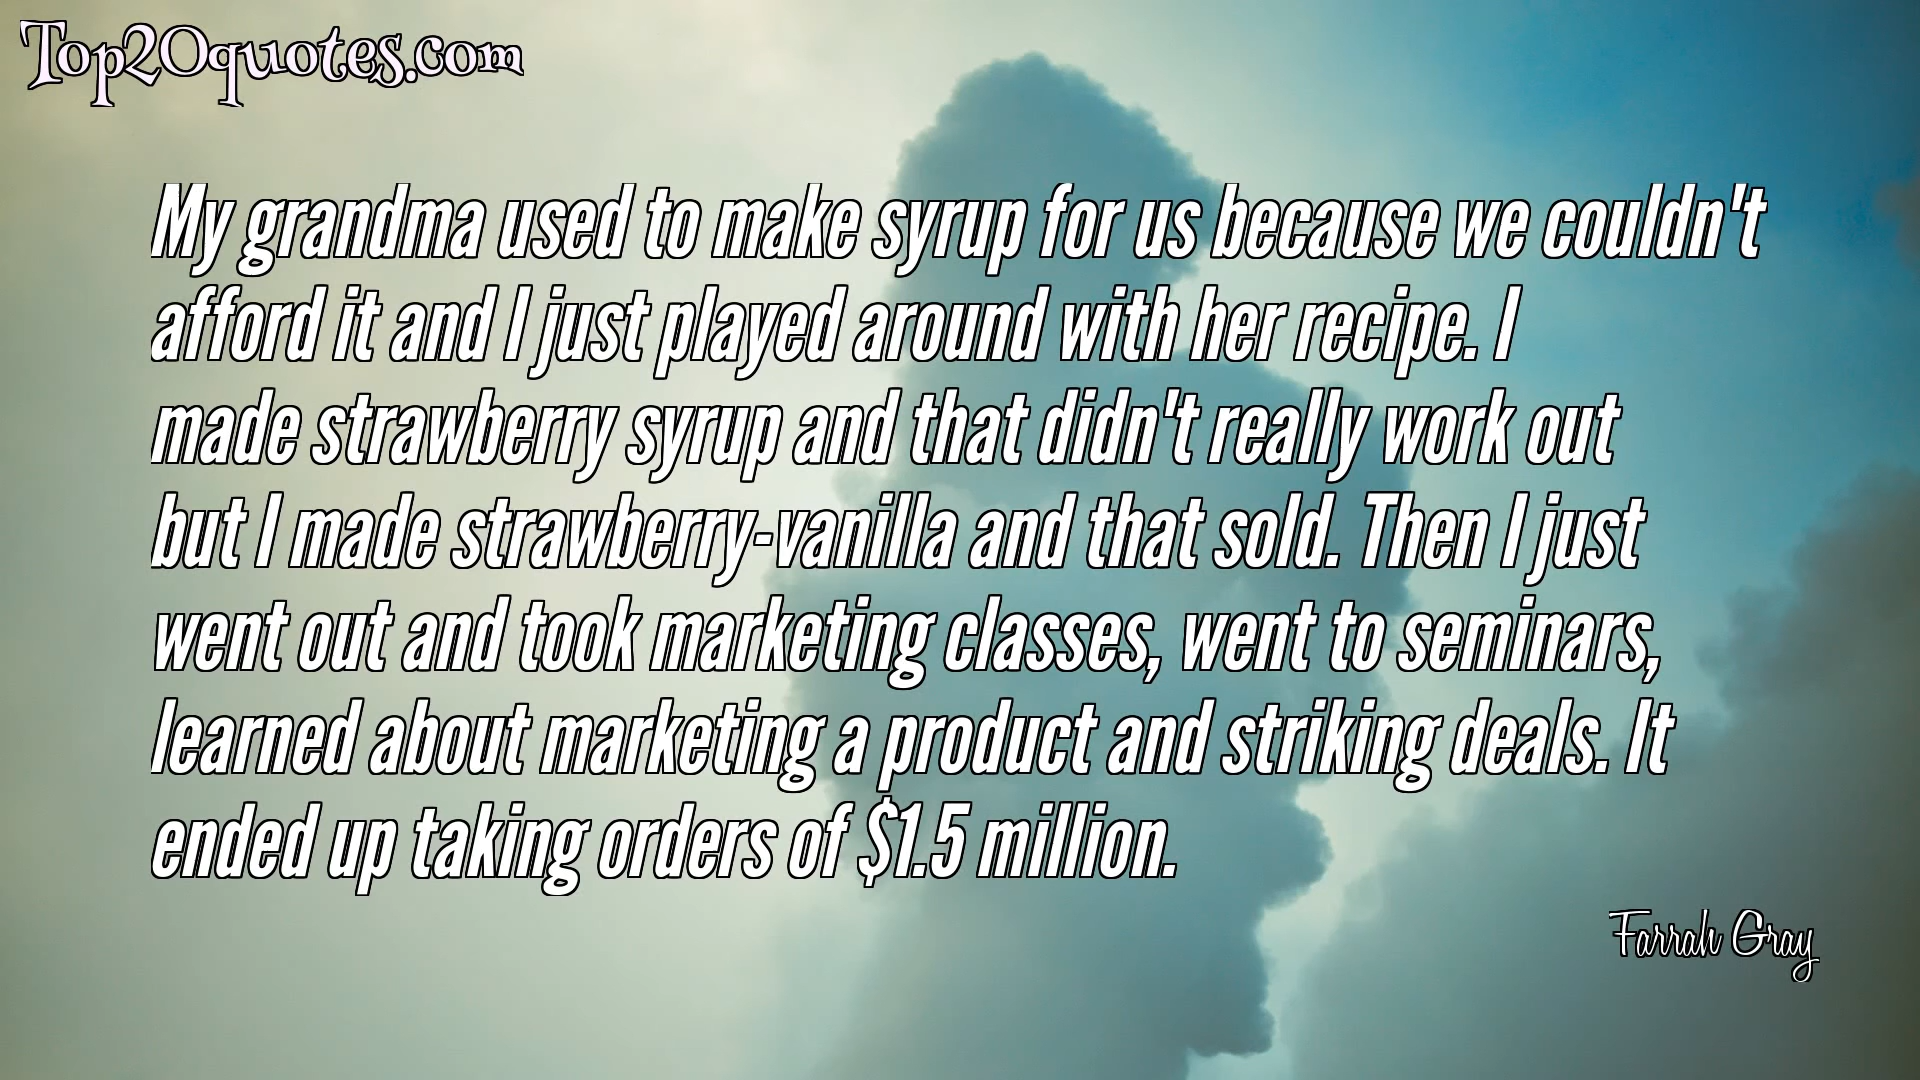 Top20quotes.com
My grandma used to make syrup for us because we couldn't
afford it and I just played around with her recipe. I
made strawberry syrup and that didn't really work out
but I made strawberry-vanilla and that sold. Then I just
went out and took marketing classes, went to seminars,
learned about marketing a product and striking deals. It
ended up taking orders of $1.5 million.
Farrah Gray